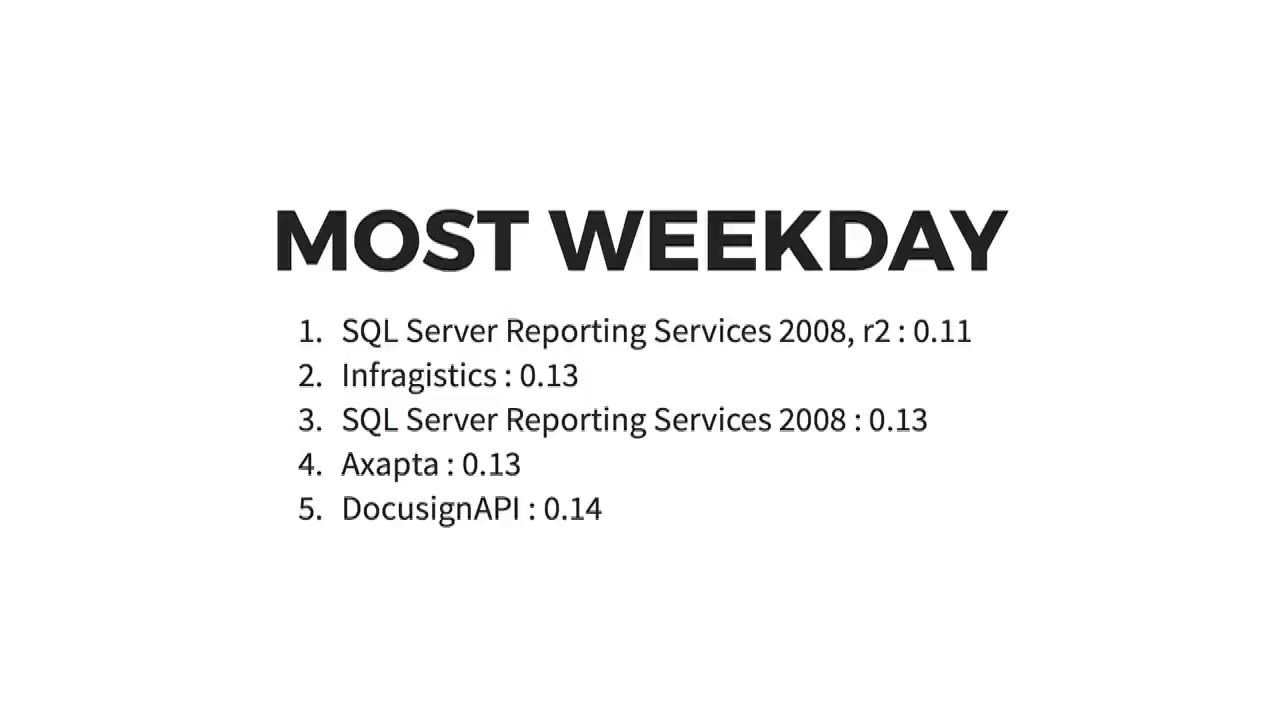 MOST WEEKDAY
1. SQL Server Reporting Services 2008, r2 : 0.11
2. Infragistics : 0.13
3. SQL Server Reporting Services 2008 : 0.13
4. Axapta : 0.13
5. DocusignAPI : 0.14